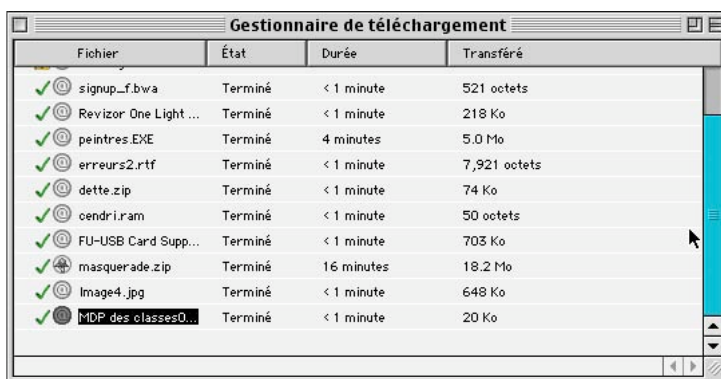 Gestionnaire de téléchargement
Fichier État Durée Transféré
signup_f.bwa Terminé < 1 minute 521 octets
Revizor One Light ... Terminé < 1 minute 218 Ko
peintres.EXE Terminé 4 minutes 5.0 Mo
erreurs2.rtf Terminé < 1 minute 7,921 octets
dette.zip Terminé < 1 minute 74 Ko
cendri.ram Terminé < 1 minute 50 octets
FU-USB Card Supp... Terminé < 1 minute 703 Ko
masquerade.zip Terminé 16 minutes 18.2 Mo
Image4.jpg Terminé < 1 minute 648 Ko
MDP des classes0... Terminé < 1 minute 20 Ko